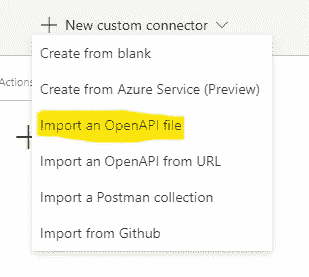 + New custom connector
Create from blank
Actions
Create from Azure Service (Preview)
Import an OpenAPI file
Import an OpenAPI from URL
Import a Postman collection
Import from Github